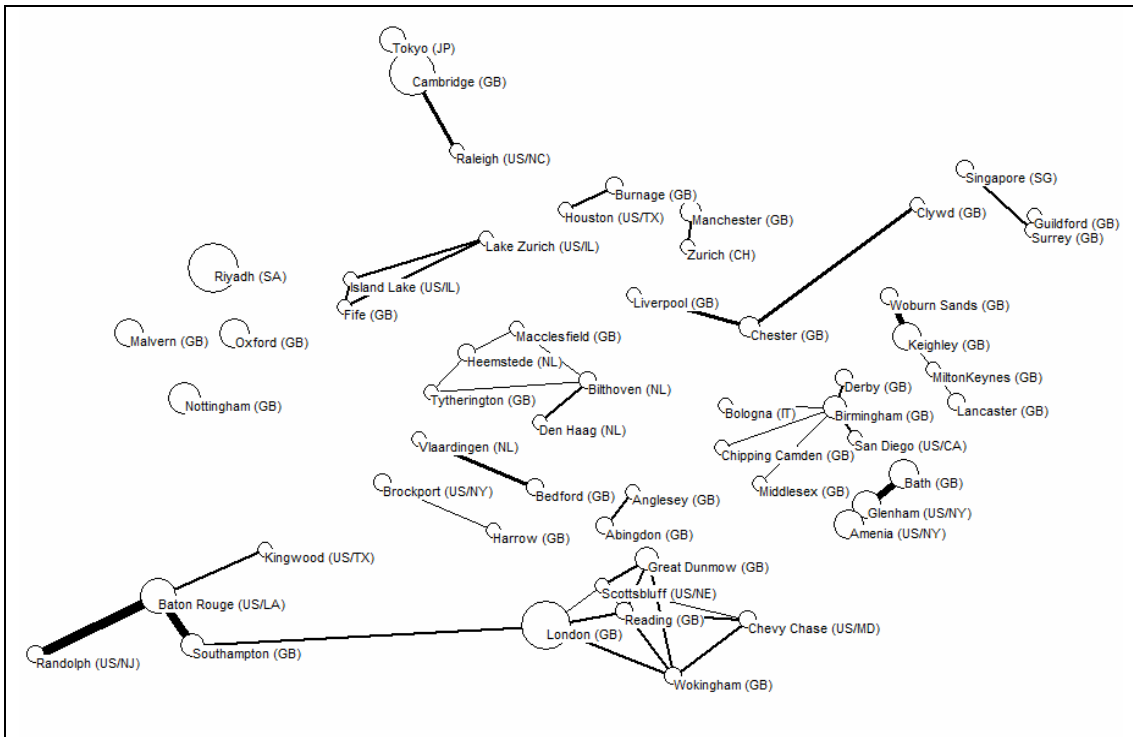 Tokyo (JP)
Cambridge (GB)
Raleigh (US/NC)
Singapore (SG)
Burnage (GB)
Houston (US/TX)
Manchester (GB)
Clywd (GB)
Guildford (GB)
Surrey (GB)
Lake Zurich (US/IL)
Zurich (CH)
Riyadh (SA)
Island Lake (US/IL)
Fife (GB)
Liverpool (GB)
Woburn Sands (GB)
Malvern (GB)
Oxford (GB)
Macclesfield (GB)
Chester (GB)
Keighley (GB)
Heemstede (NL)
MiltonKeynes (GB)
Tytherington (GB)
Bilthoven (NL)
Derby (GB)
Nottingham (GB)
Bologna (IT)
Birmingham (GB)
Lancaster (GB)
Den Haag (NL)
Vlaardingen (NL)
San Diego (US/CA)
Chipping Camden (GB)
Brockport (US/NY)
Bedford (GB)
Anglesey (GB)
Middlesex (GB)
Bath (GB)
Glenham (US/NY)
Harrow (GB)
Abingdon (GB)
Amenia (US/NY)
Kingwood (US/TX)
Great Dunmow (GB)
Scottsbluff (US/NE)
Baton Rouge (US/LA)
Reading (GB)
Chevy Chase (US/MD)
London (GB)
Southampton (GB)
Randolph (US/NJ)
Wokingham (GB)